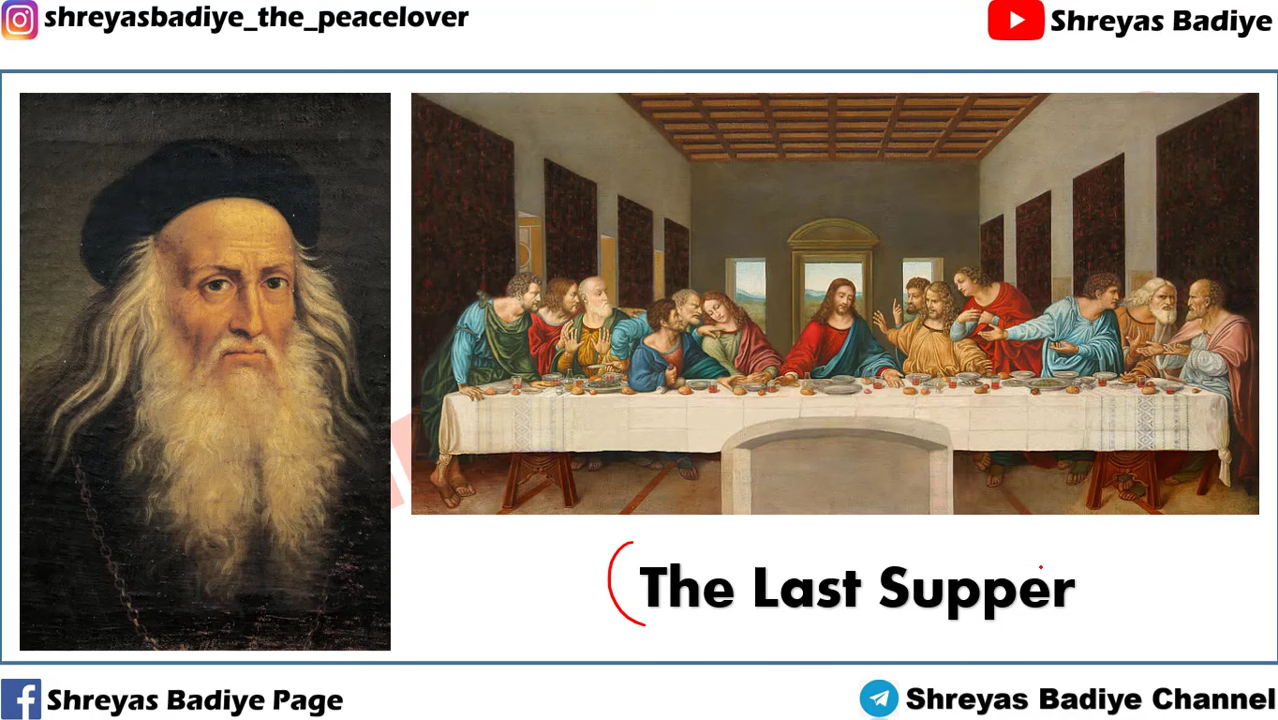 shreyasbadiye_the_peacelover
Shreyas Badiye
The Last Supper
Shreyas Badiye Page
Shreyas Badiye Channel